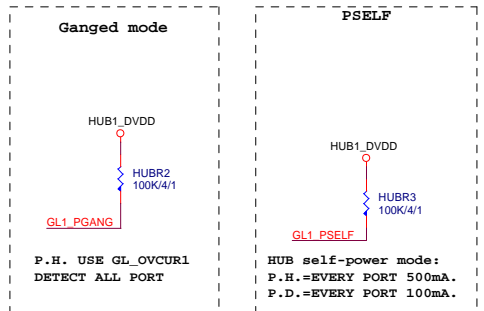 Ganged mode
HUB1_DVDD
HUBR2
100K/4/1
GL1_PGANG
P.H. USE GL_OVCUR1
DETECT ALL PORT
PSELF
HUB1_DVDD
HUBR3
100K/4/1
GL1_PSELF
HUB self-power mode:
P.H.=EVERY PORT 500mA.
P.D.=EVERY PORT 100mA.